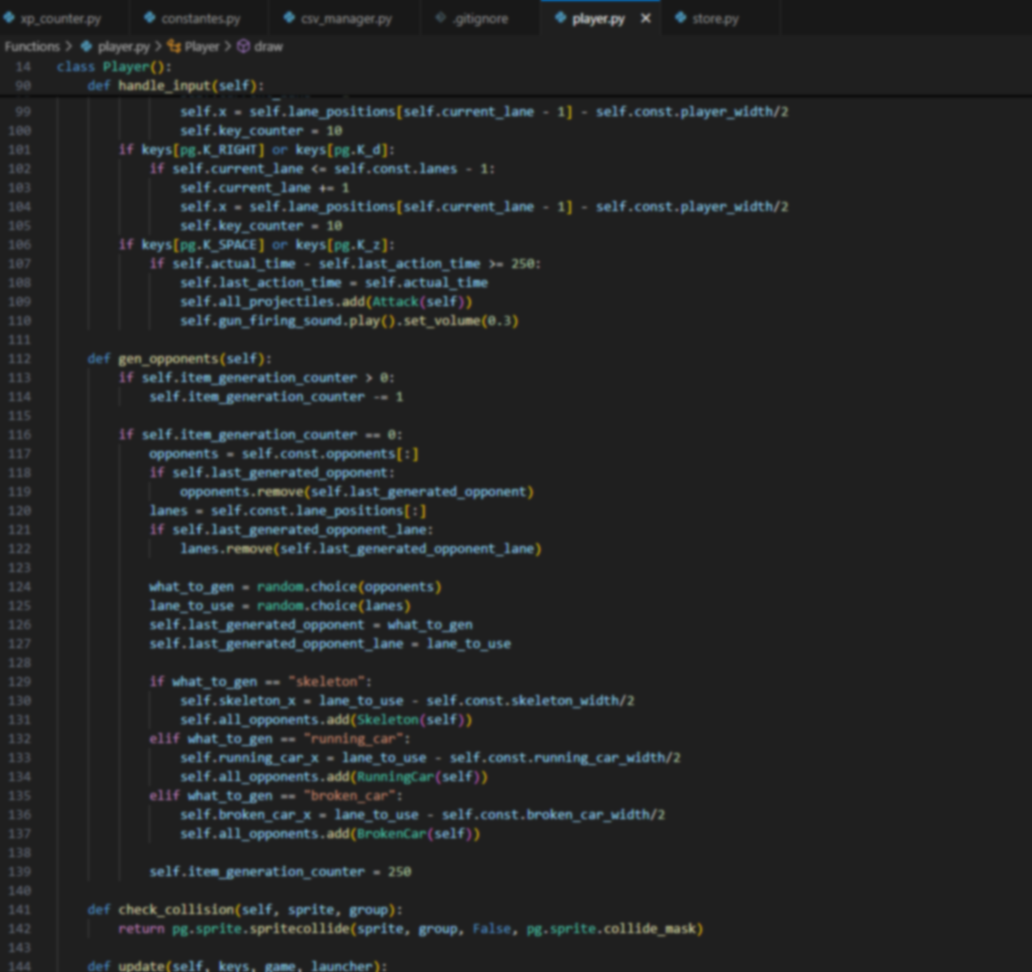 xp_counter.py constantes.py csv_manager.py .gitignore player.py × store.py
Functions > player.py > Player > draw
14 class Player():
90 def handle_input(self):
99 self.x = self.lane_positions[self.current_lane - 1] - self.const.player_width/2
100 self.key_counter = 10
101 if keys[pg.K_RIGHT] or keys[pg.K_d]:
102 if self.current_lane <= self.const.lanes - 1:
103 self.current_lane += 1
104 self.x = self.lane_positions[self.current_lane - 1] - self.const.player_width/2
105 self.key_counter = 10
106 if keys[pg.K_SPACE] or keys[pg.K_z]:
107 if self.actual_time - self.last_action_time >= 250:
108 self.last_action_time = self.actual_time
109 self.all_projectiles.add(Attack(self))
110 self.gun_firing_sound.play().set_volume(0.3)
111
112 def gen_opponents(self):
113 if self.item_generation_counter > 0:
114 self.item_generation_counter -= 1
115
116 if self.item_generation_counter == 0:
117 opponents = self.const.opponents[:]
118 if self.last_generated_opponent:
119 opponents.remove(self.last_generated_opponent)
120 lanes = self.const.lane_positions[:]
121 if self.last_generated_opponent_lane:
122 lanes.remove(self.last_generated_opponent_lane)
123
124 what_to_gen = random.choice(opponents)
125 lane_to_use = random.choice(lanes)
126 self.last_generated_opponent = what_to_gen
127 self.last_generated_opponent_lane = lane_to_use
128
129 if what_to_gen == "skeleton":
130 self.skeleton_x = lane_to_use - self.const.skeleton_width/2
131 self.all_opponents.add(Skeleton(self))
132 elif what_to_gen == "running_car":
133 self.running_car_x = lane_to_use - self.const.running_car_width/2
134 self.all_opponents.add(RunningCar(self))
135 elif what_to_gen == "broken_car":
136 self.broken_car_x = lane_to_use - self.const.broken_car_width/2
137 self.all_opponents.add(BrokenCar(self))
138
139 self.item_generation_counter = 250
140
141 def check_collision(self, sprite, group):
142 return pg.sprite.spritecollide(sprite, group, False, pg.sprite.collide_mask)
143
144 def update(self, keys, game, launcher):